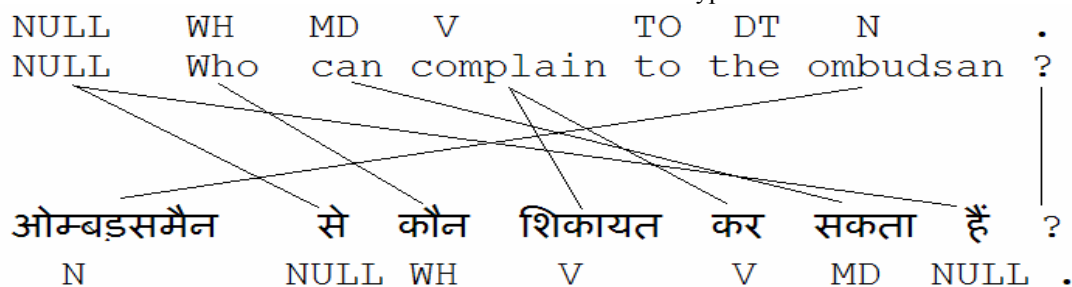 NULL WH MD V TO DT N .
NULL Who can complain to the ombudsan ?
ओम्बड़समैन से कौन शिकायत कर सकता हैं ?
N NULL WH V V MD NULL .